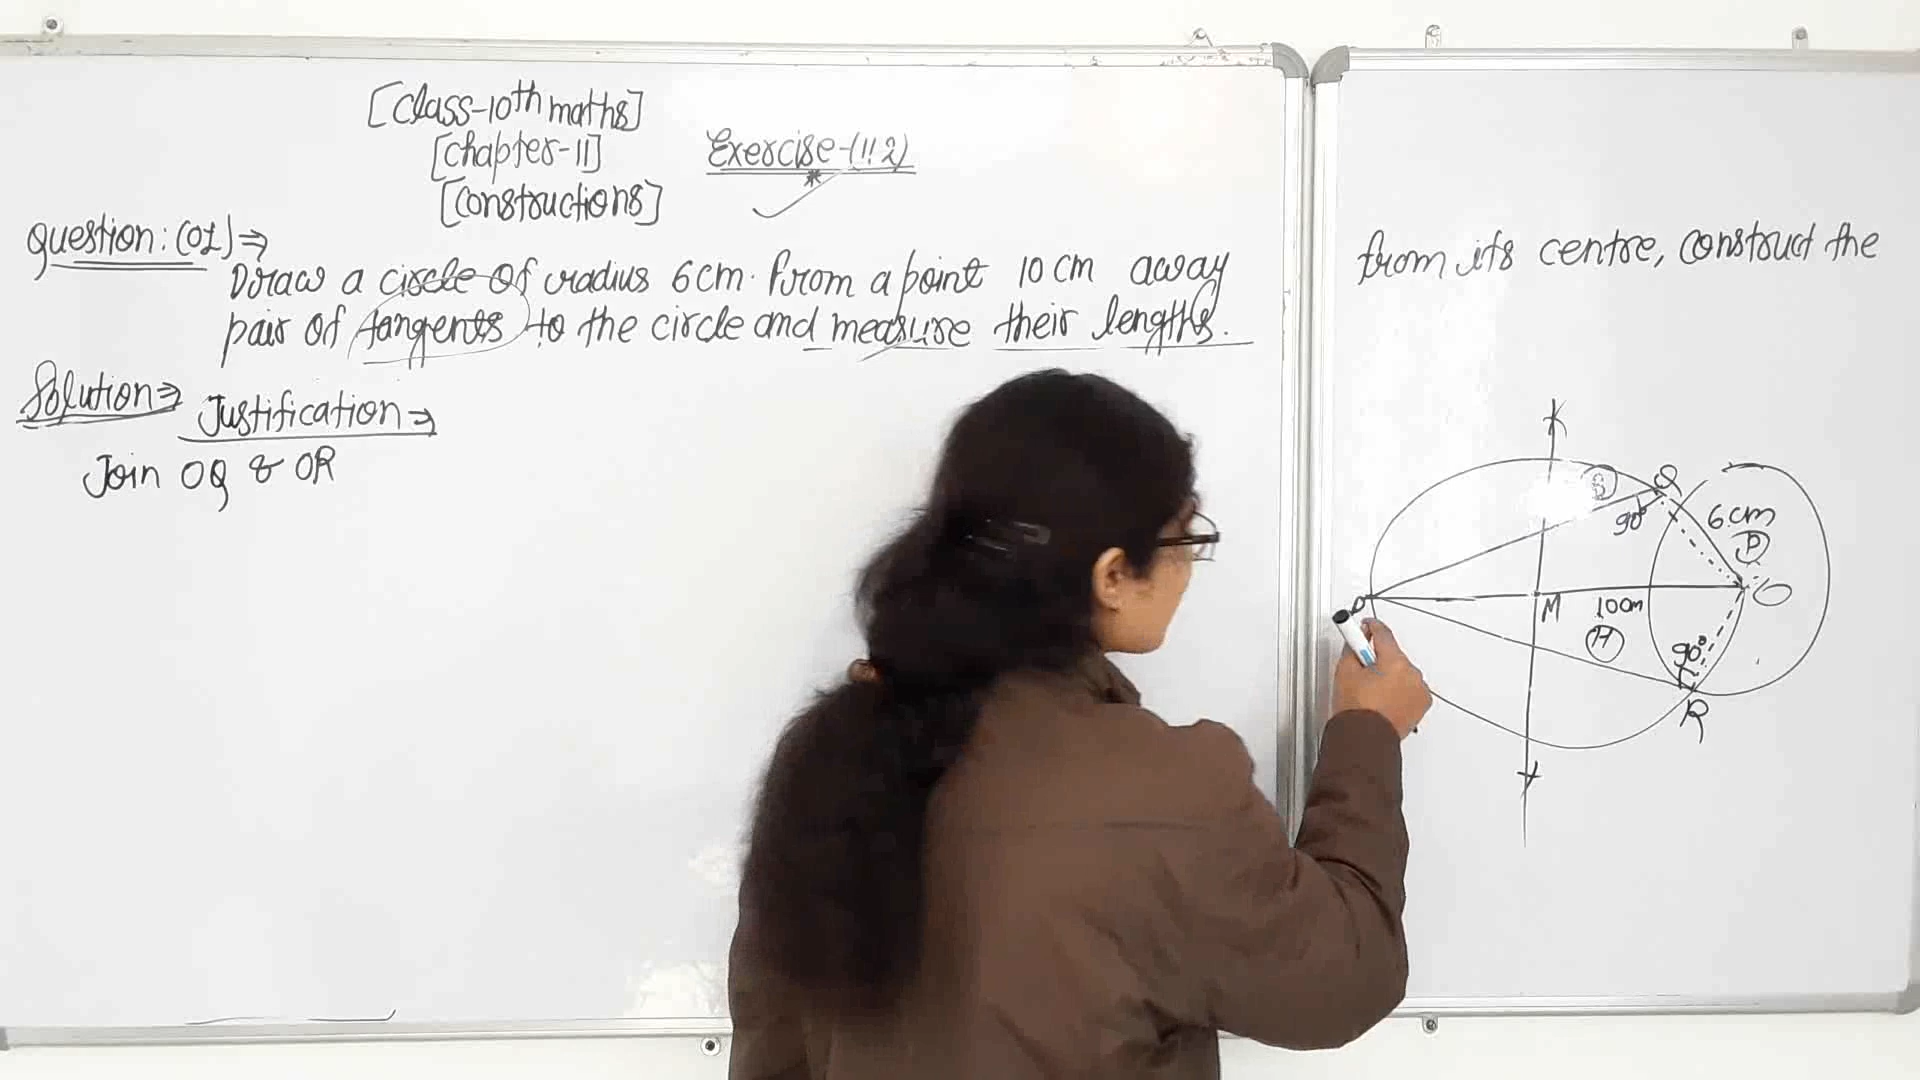 [Class-10th maths]
[Chapter-11]
Exercise-(11.2)
[Constructions]
Question:(01)⇒
Draw a circle of radius 6cm. From a point 10 cm away from its centre, construct the
pair of tangents to the circle and measure their lengths.
Solution⇒
Justification⇒
Join OQ & OR
B
Q
90°
6cm
P
O
M
10cm
H
90°
R